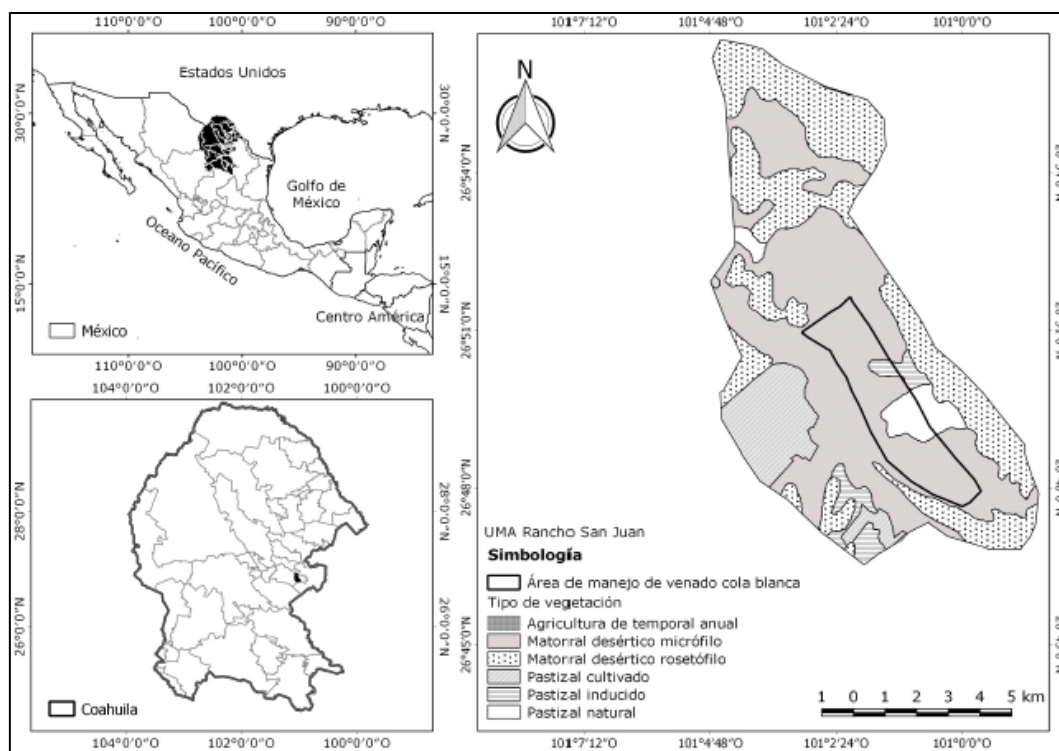 110°0'0"O 100°0'0"O 90°0'0"O
Estados Unidos
30°0'0"N
30°0'0"N
Golfo de
México
Oceano Pacífico
15°0'0"N
15°0'0"N
Centro América
México
110°0'0"O 100°0'0"O 90°0'0"O
104°0'0"O 102°0'0"O 100°0'0"O
28°0'0"N
28°0'0"N
26°0'0"N
26°0'0"N
Coahuila
104°0'0"O 102°0'0"O 100°0'0"O
101°7'12"O 101°4'48"O 101°2'24"O 101°0'0"O
N
26°54'0"N
26°51'0"N
26°48'0"N
26°45'0"N
UMA Rancho San Juan
Simbología
Área de manejo de venado cola blanca
Tipo de vegetación
Agricultura de temporal anual
Matorral desértico micrófilo
Matorral desértico rosetófilo
Pastizal cultivado
Pastizal inducido
Pastizal natural
1 0 1 2 3 4 5 km
101°7'12"O 101°4'48"O 101°2'24"O 101°0'0"O